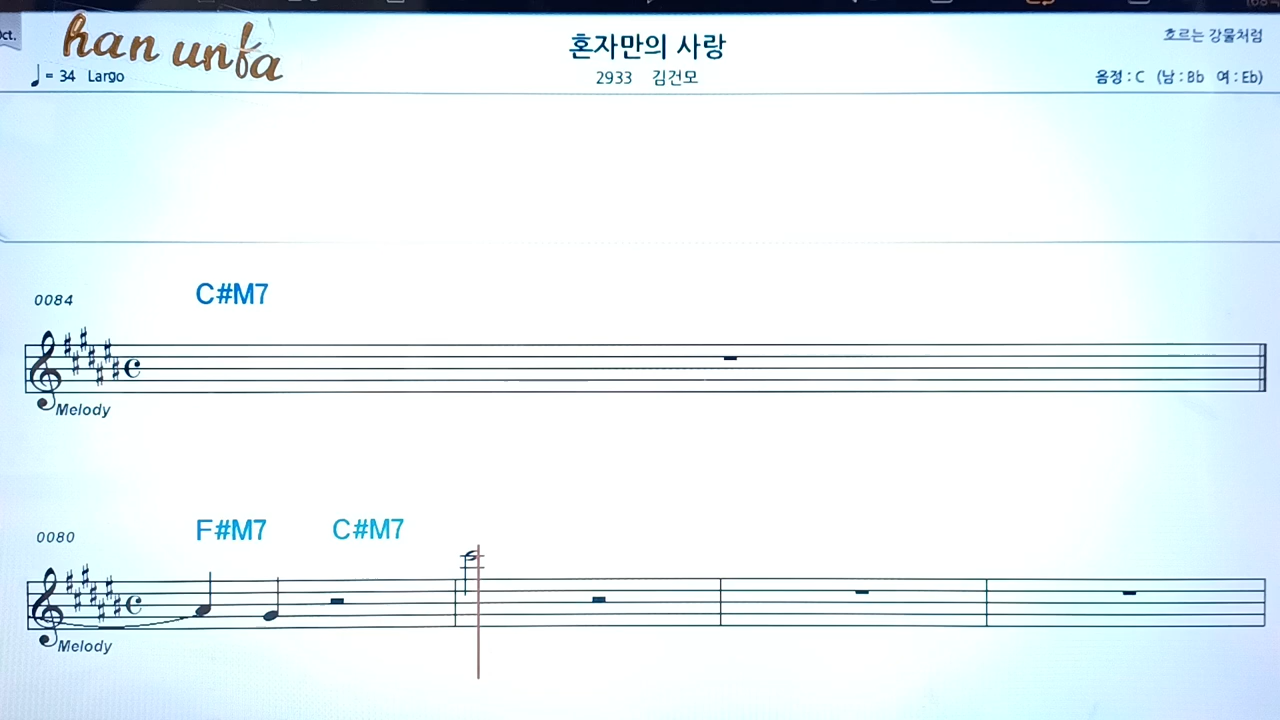 han unfa
혼자만의 사랑
흐르는 강물처럼
= 34 Largo
2933 김건모
음정 : C (남 : Bb 여 : Eb)
0084
C#M7
Melody
0080
F#M7 C#M7
Melody